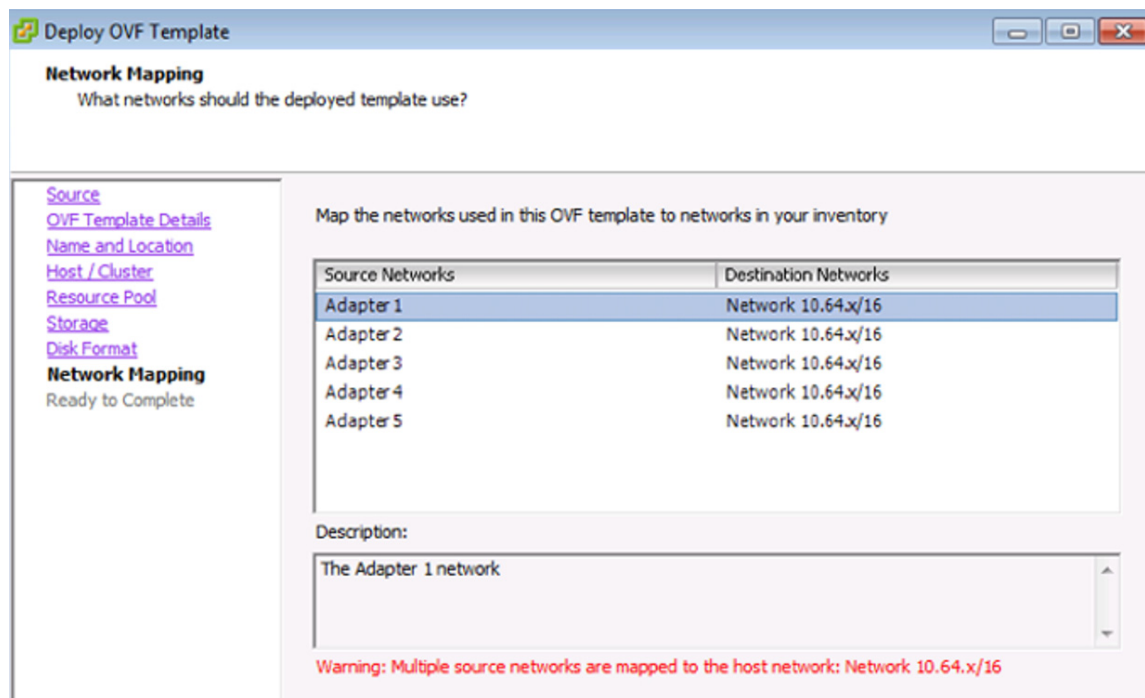 Deploy OVF Template
Network Mapping
What networks should the deployed template use?
Source
OVF Template Details
Name and Location
Host / Cluster
Resource Pool
Storage
Disk Format
Network Mapping
Ready to Complete
Map the networks used in this OVF template to networks in your inventory
Source Networks Destination Networks
Adapter 1 Network 10.64.x/16
Adapter 2 Network 10.64.x/16
Adapter 3 Network 10.64.x/16
Adapter 4 Network 10.64.x/16
Adapter 5 Network 10.64.x/16
Description:
The Adapter 1 network
Warning: Multiple source networks are mapped to the host network: Network 10.64.x/16